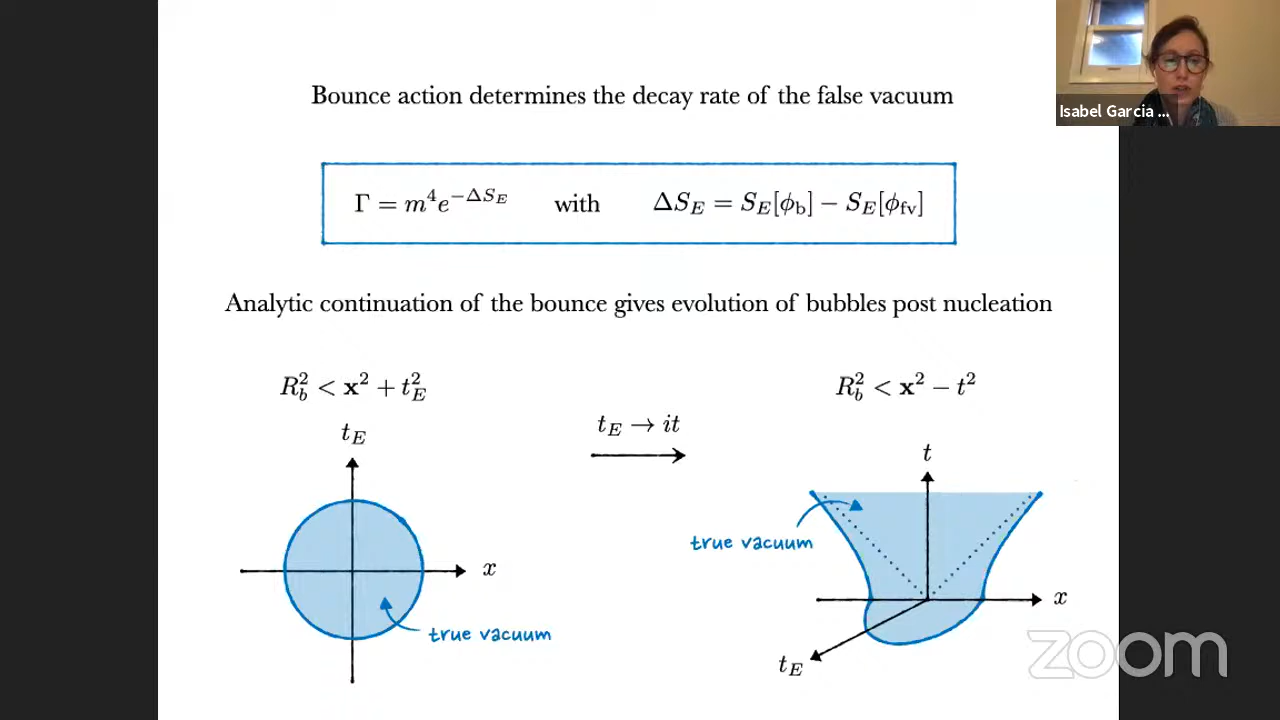 Bounce action determines the decay rate of the false vacuum
Isabel Garcia ...
Γ = m⁴e^{−ΔS_E} with ΔS_E = S_E[ϕ_b] − S_E[ϕ_fv]
Analytic continuation of the bounce gives evolution of bubbles post nucleation
R_b² < x² + t_E²
R_b² < x² − t²
t_E → it
t_E
t
true vacuum
x
x
true vacuum
t_E
zoom